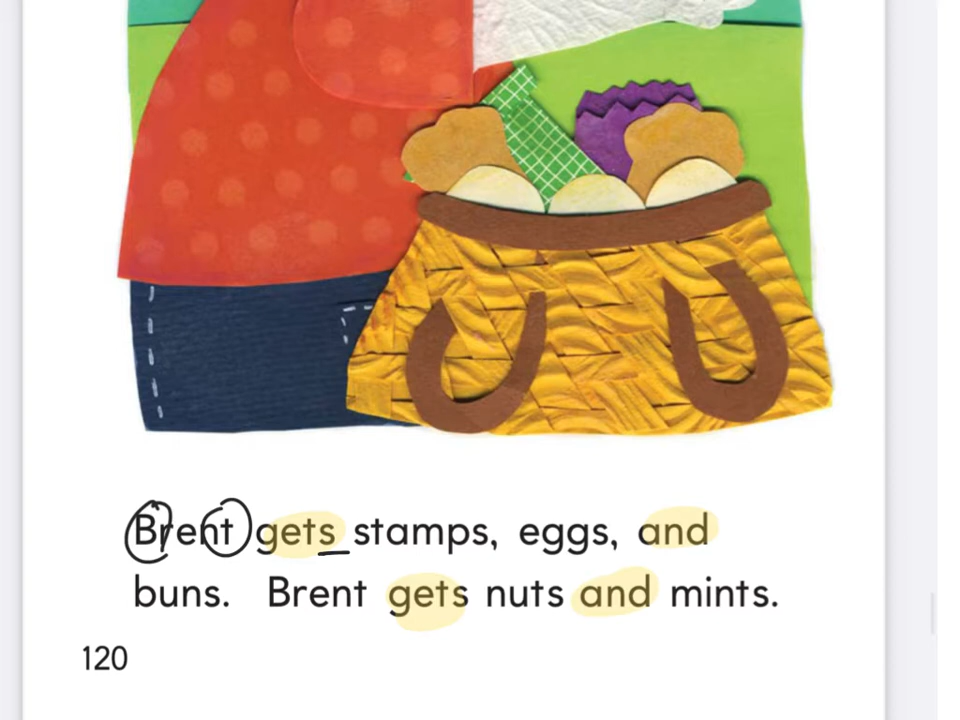 Brent gets stamps, eggs, and
buns. Brent gets nuts and mints.
120